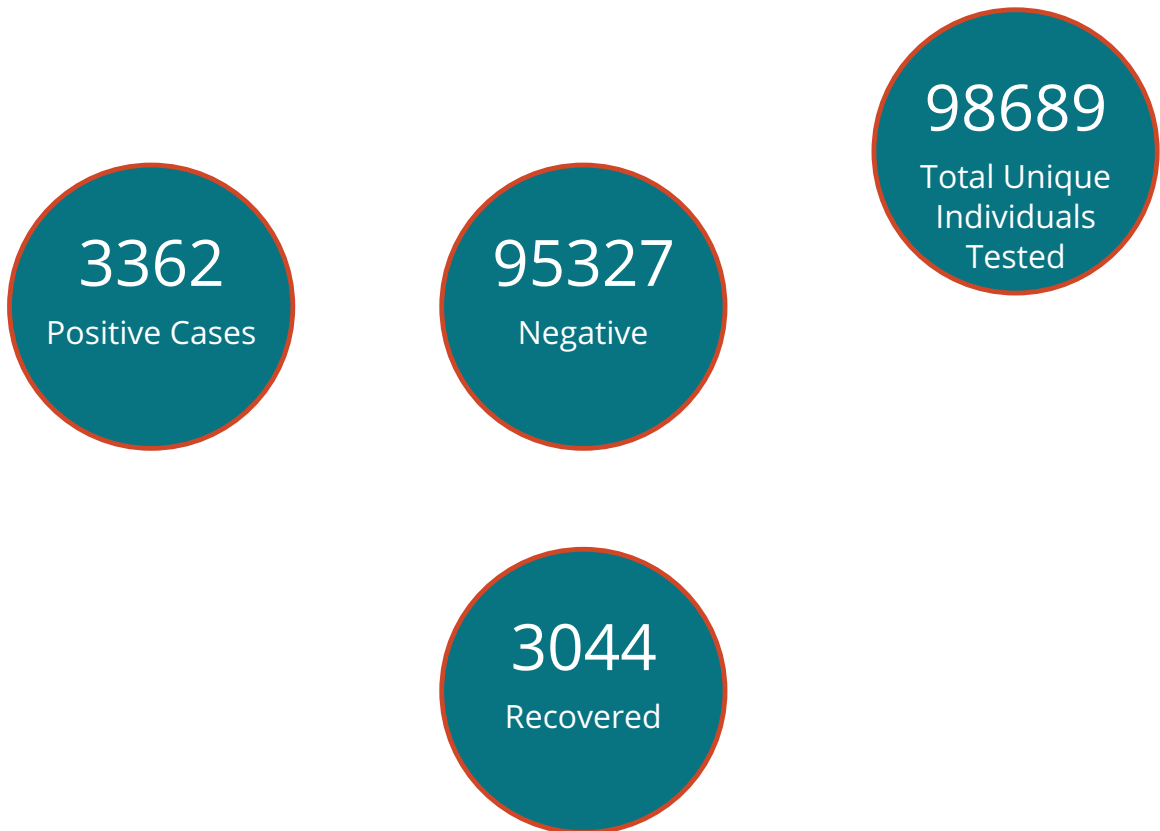 3362
Positive Cases
95327
Negative
98689
Total Unique
Individuals
Tested
3044
Recovered